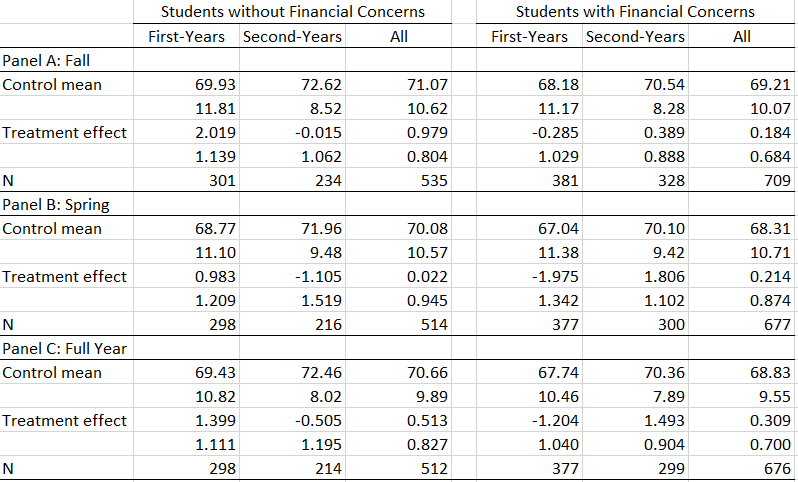 Students without Financial Concerns Students with Financial Concerns
First-Years Second-Years All First-Years Second-Years All
Panel A: Fall
Control mean 69.93 72.62 71.07 68.18 70.54 69.21
11.81 8.52 10.62 11.17 8.28 10.07
Treatment effect 2.019 -0.015 0.979 -0.285 0.389 0.184
1.139 1.062 0.804 1.029 0.888 0.684
N 301 234 535 381 328 709
Panel B: Spring
Control mean 68.77 71.96 70.08 67.04 70.10 68.31
11.10 9.48 10.57 11.38 9.42 10.71
Treatment effect 0.983 -1.105 0.022 -1.975 1.806 0.214
1.209 1.519 0.945 1.342 1.102 0.874
N 298 216 514 377 300 677
Panel C: Full Year
Control mean 69.43 72.46 70.66 67.74 70.36 68.83
10.82 8.02 9.89 10.46 7.89 9.55
Treatment effect 1.399 -0.505 0.513 -1.204 1.493 0.309
1.111 1.195 0.827 1.040 0.904 0.700
N 298 214 512 377 299 676